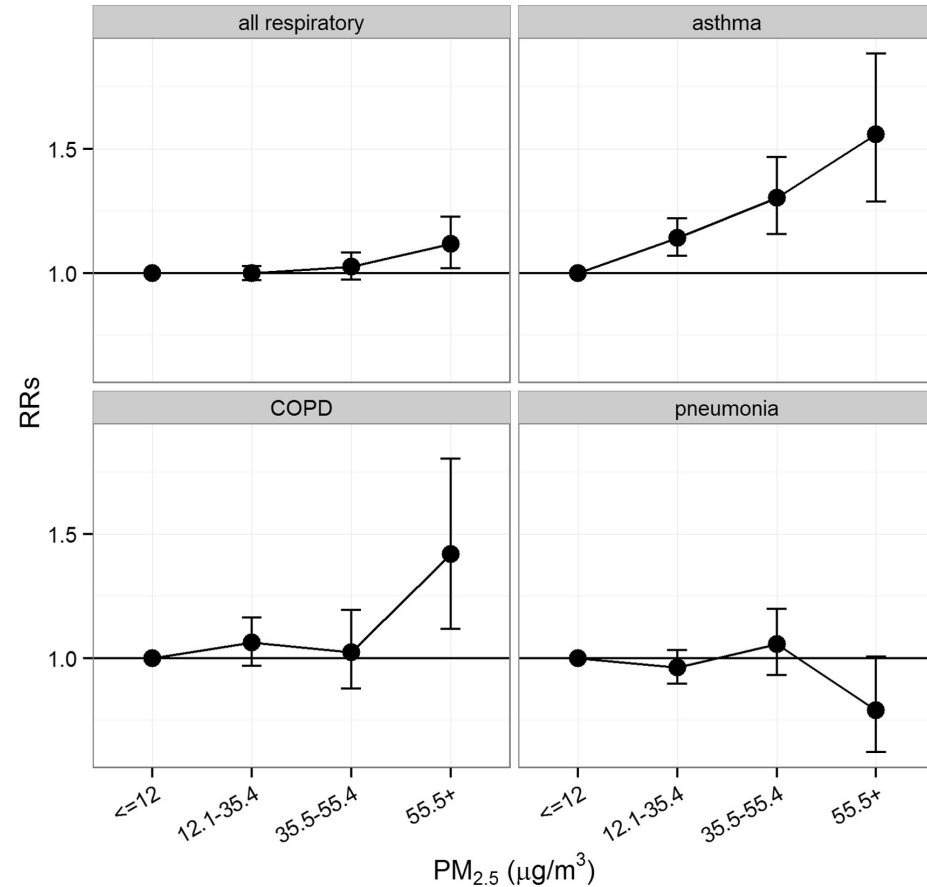 all respiratory
asthma
1.5
1.0
COPD
pneumonia
1.5
1.0
RRs
<=12
12.1-35.4
35.5-55.4
55.5+
<=12
12.1-35.4
35.5-55.4
55.5+
PM2.5 (μg/m³)